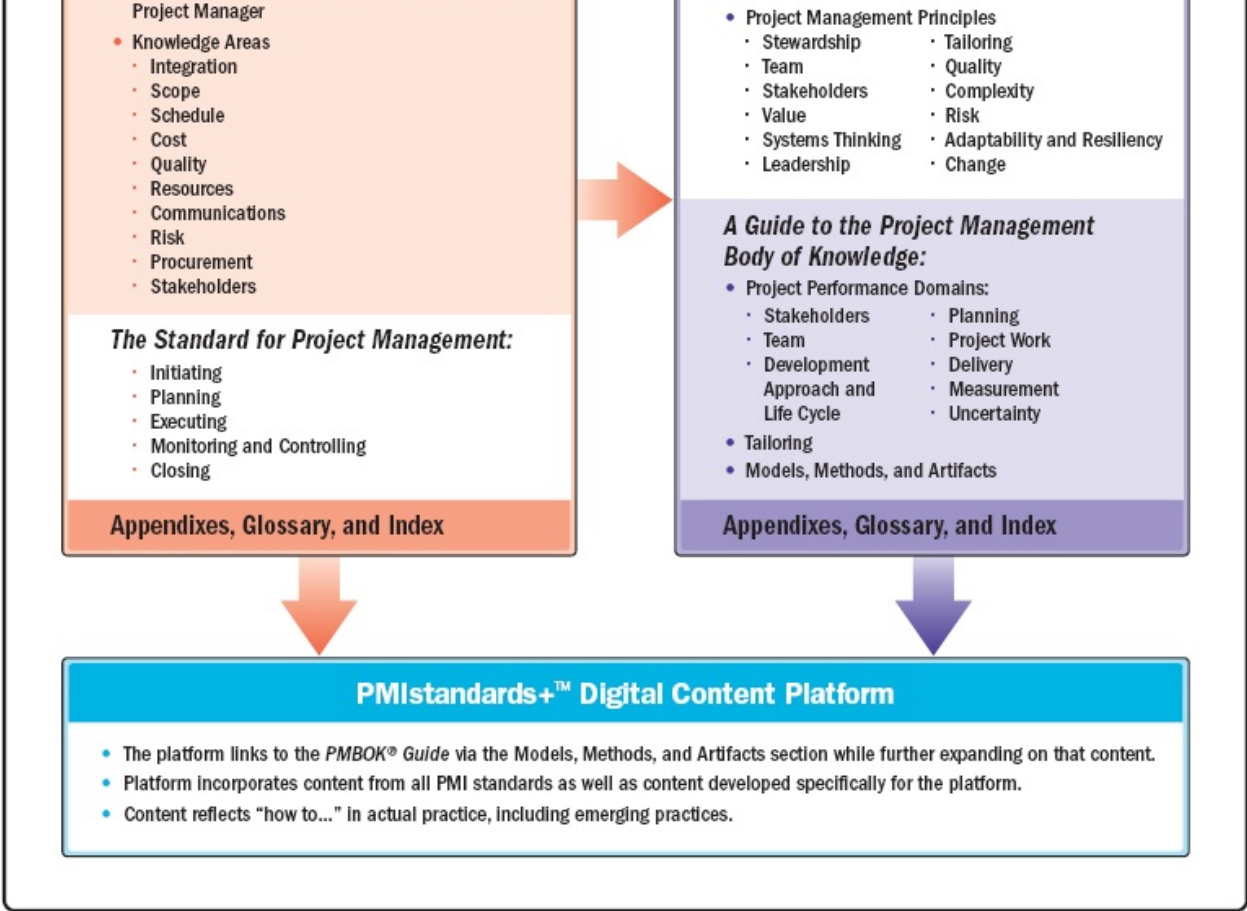 Project Manager
• Knowledge Areas
· Integration
· Scope
· Schedule
· Cost
· Quality
· Resources
· Communications
· Risk
· Procurement
· Stakeholders
The Standard for Project Management:
· Initiating
· Planning
· Executing
· Monitoring and Controlling
· Closing
Appendixes, Glossary, and Index
• Project Management Principles
· Stewardship
· Team
· Stakeholders
· Value
· Systems Thinking
· Leadership
· Tailoring
· Quality
· Complexity
· Risk
· Adaptability and Resiliency
· Change
A Guide to the Project Management
Body of Knowledge:
• Project Performance Domains:
· Stakeholders
· Team
· Development
Approach and
Life Cycle
· Planning
· Project Work
· Delivery
· Measurement
· Uncertainty
• Tailoring
• Models, Methods, and Artifacts
Appendixes, Glossary, and Index
PMIstandards+™ Digital Content Platform
• The platform links to the PMBOK® Guide via the Models, Methods, and Artifacts section while further expanding on that content.
• Platform incorporates content from all PMI standards as well as content developed specifically for the platform.
• Content reflects “how to...” in actual practice, including emerging practices.